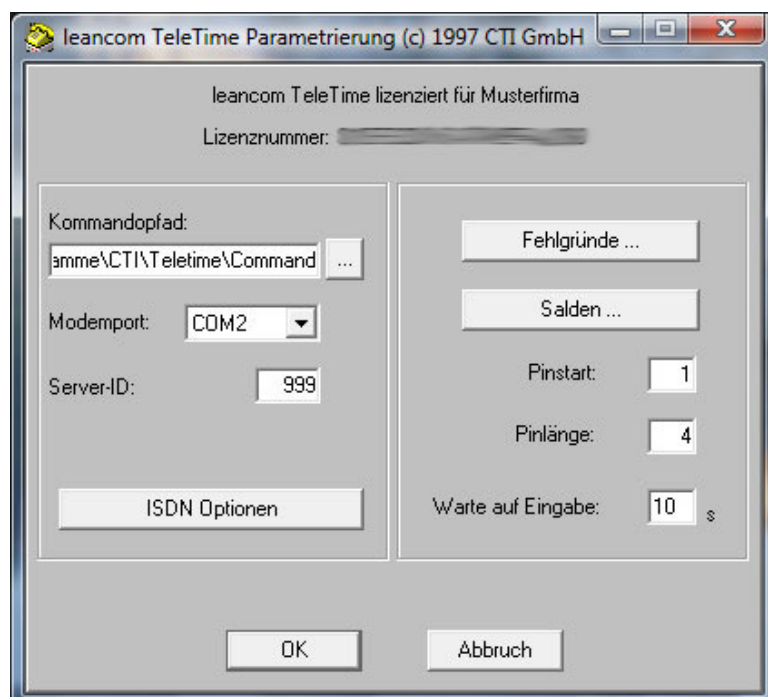 leancom TeleTime Parametrierung (c) 1997 CTI GmbH
leancom TeleTime lizenziert für Musterfirma
Lizenznummer:
Kommandopfad:
amme\CTI\Teletime\Command ...
Modemport: COM2
Server-ID: 999
ISDN Optionen
Fehlgründe ...
Salden ...
Pinstart: 1
Pinlänge: 4
Warte auf Eingabe: 10 s
OK
Abbruch